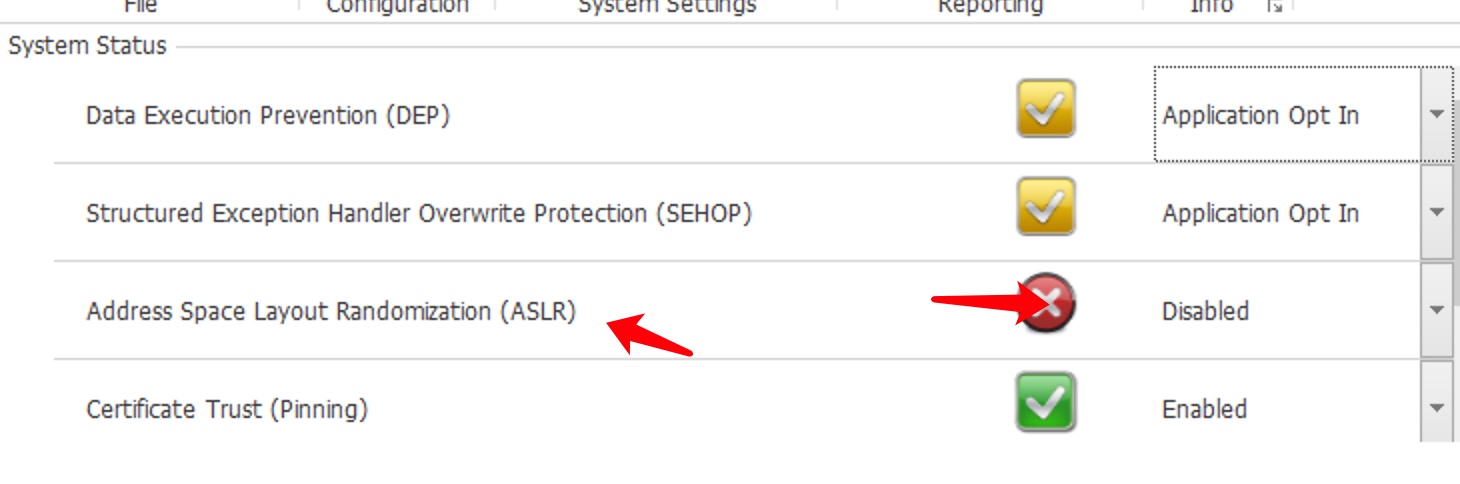 File Configuration System Settings Reporting Info
System Status
Data Execution Prevention (DEP) Application Opt In
Structured Exception Handler Overwrite Protection (SEHOP) Application Opt In
Address Space Layout Randomization (ASLR) Disabled
Certificate Trust (Pinning) Enabled